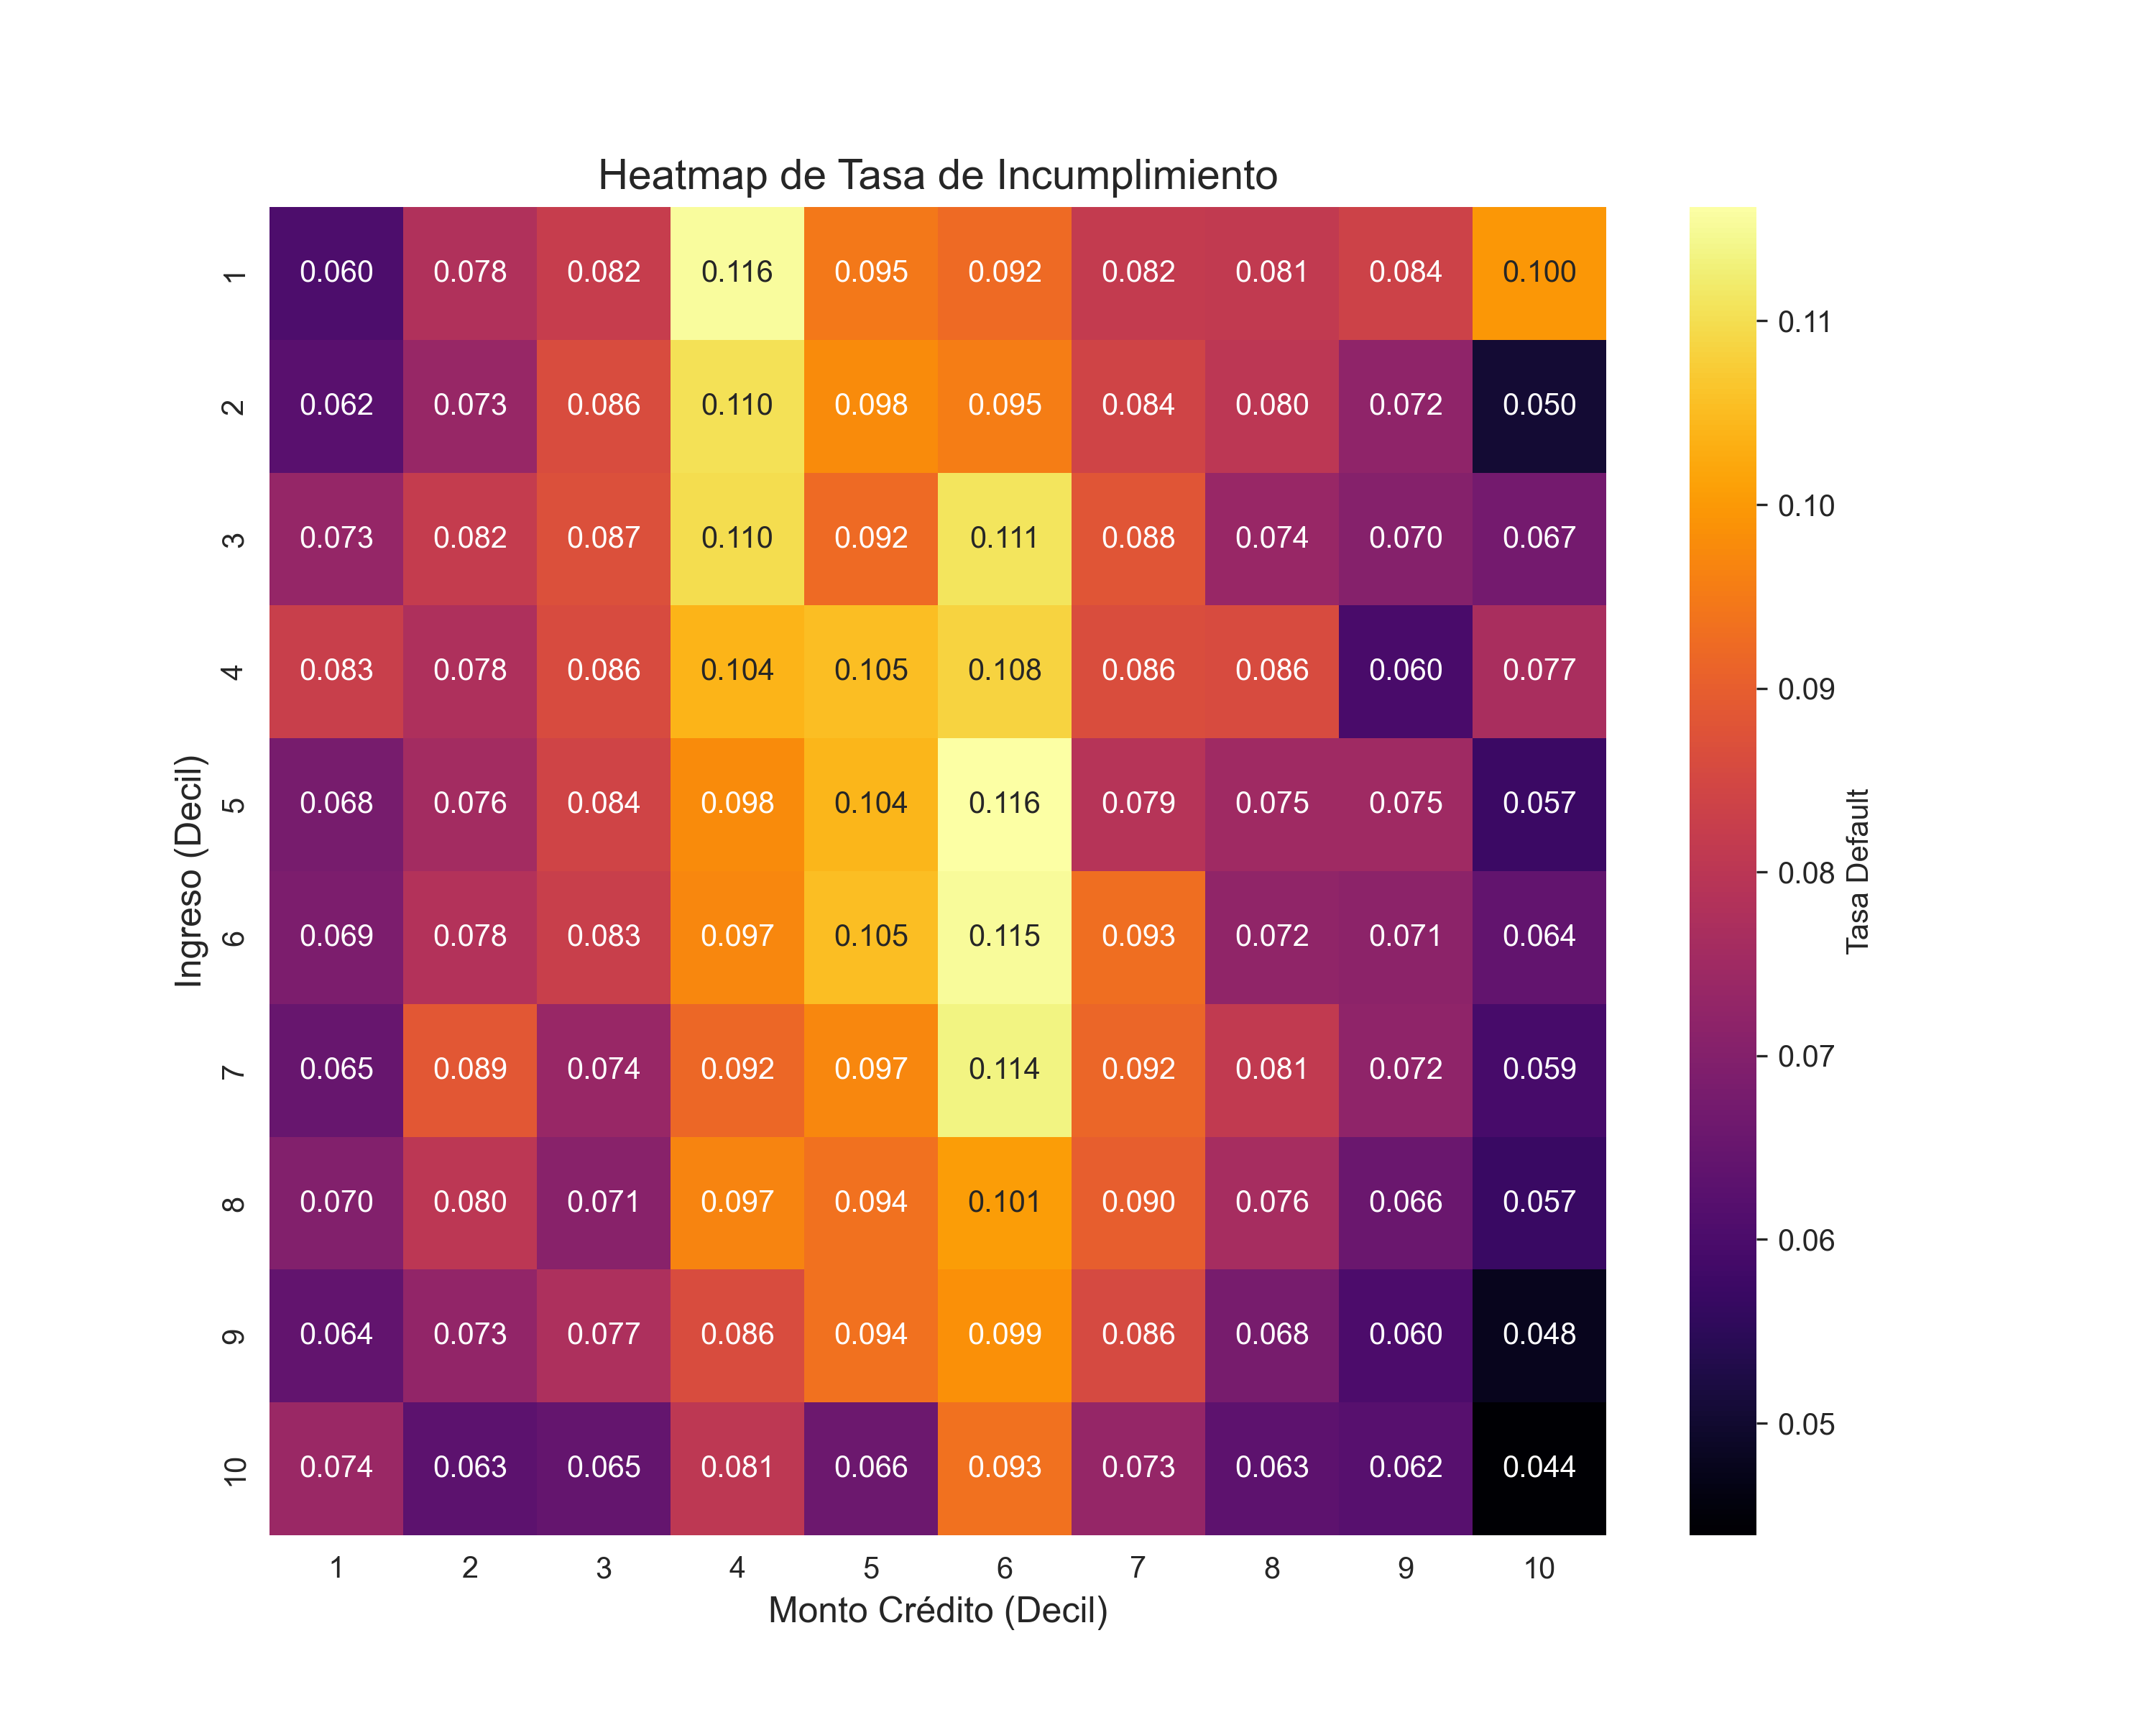 Heatmap de Tasa de Incumplimiento
1 0.060 0.078 0.082 0.116 0.095 0.092 0.082 0.081 0.084 0.100
2 0.062 0.073 0.086 0.110 0.098 0.095 0.084 0.080 0.072 0.050
3 0.073 0.082 0.087 0.110 0.092 0.111 0.088 0.074 0.070 0.067
4 0.083 0.078 0.086 0.104 0.105 0.108 0.086 0.086 0.060 0.077
5 0.068 0.076 0.084 0.098 0.104 0.116 0.079 0.075 0.075 0.057
6 0.069 0.078 0.083 0.097 0.105 0.115 0.093 0.072 0.071 0.064
7 0.065 0.089 0.074 0.092 0.097 0.114 0.092 0.081 0.072 0.059
8 0.070 0.080 0.071 0.097 0.094 0.101 0.090 0.076 0.066 0.057
9 0.064 0.073 0.077 0.086 0.094 0.099 0.086 0.068 0.060 0.048
10 0.074 0.063 0.065 0.081 0.066 0.093 0.073 0.063 0.062 0.044
1 2 3 4 5 6 7 8 9 10
Monto Crédito (Decil)
Ingreso (Decil)
0.11
0.10
0.09
0.08
0.07
0.06
0.05
Tasa Default